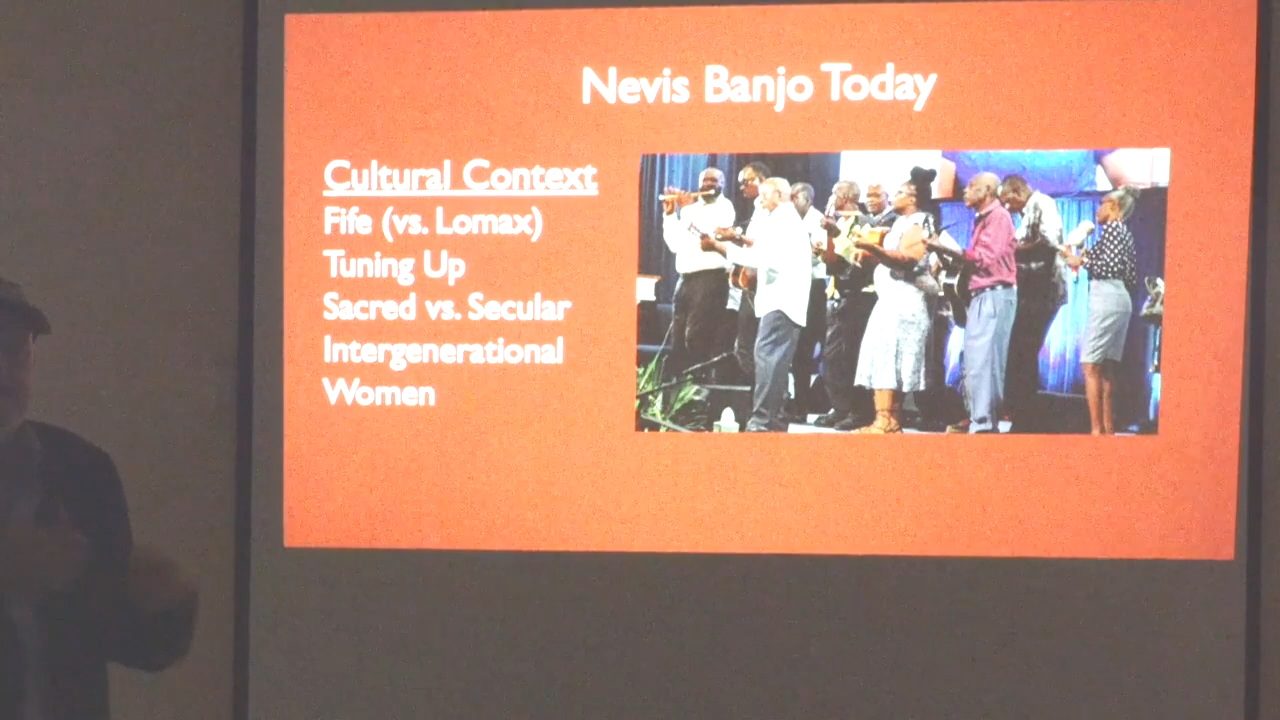 Nevis Banjo Today
Cultural Context
Fife (vs. Lomax)
Tuning Up
Sacred vs. Secular
Intergenerational
Women